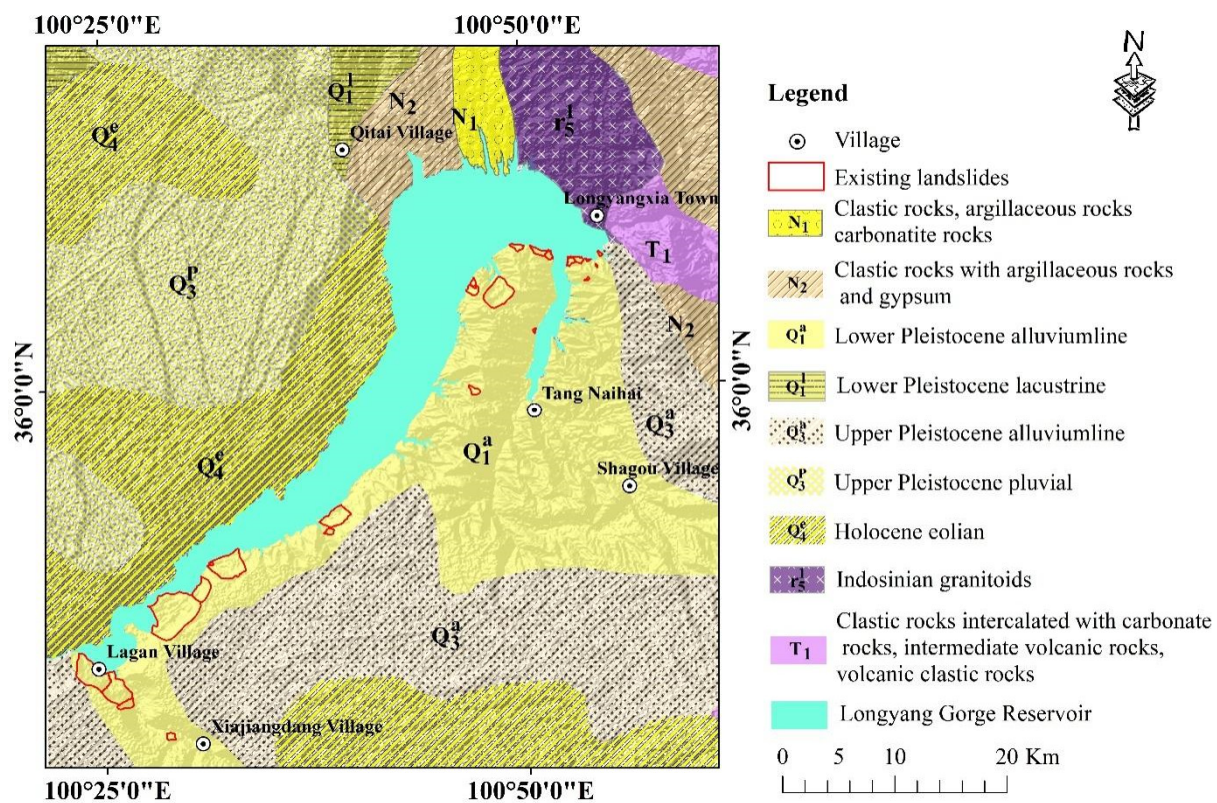 100°25'0"E
100°50'0"E
N
Legend
Q₁ˡ
N₂
N₁
r₅¹
Q₄ᵉ
Qitai Village
Village
Existing landslides
Longyangxia Town
N₁
Clastic rocks, argillaceous rocks
carbonatite rocks
T₁
Q₃ᴾ
N₂
Clastic rocks with argillaceous rocks
and gypsum
N₂
Q₁ᵃ
Lower Pleistocene alluviumline
36°0'0"N
36°0'0"N
Q₁ˡ
Lower Pleistocene lacustrine
Tang Naihai
Q₃ᵃ
Q₃ᵃ
Upper Pleistocene alluviumline
Q₁ᵃ
Q₄ᵉ
Shagou Village
Q₃ᴾ
Upper Pleistocene pluvial
Q₄ᵉ
Holocene eolian
r₅¹
Indosinian granitoids
Q₃ᵃ
T₁
Clastic rocks intercalated with carbonate
rocks, intermediate volcanic rocks,
volcanic clastic rocks
Lagan Village
Longyang Gorge Reservoir
Xiajiangdang Village
0 5 10 20 Km
100°25'0"E
100°50'0"E